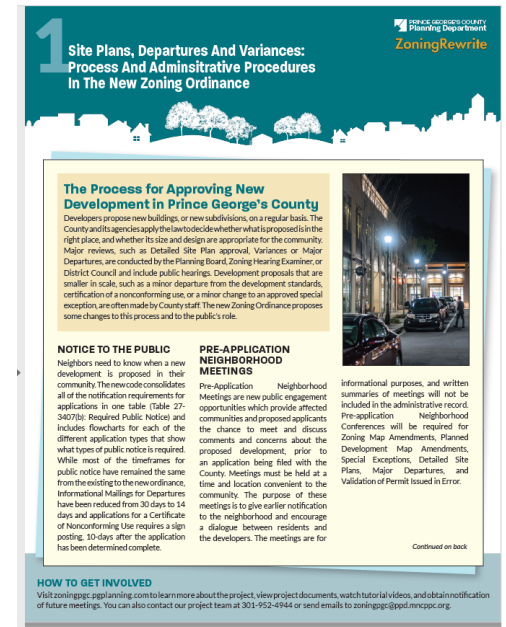 1
Site Plans, Departures And Variances:
Process And Adminsitrative Procedures
In The New Zoning Ordinance
PRINCE GEORGE'S COUNTY
Planning Department
ZoningRewrite
The Process for Approving New
Development in Prince George's County
Developers propose new buildings, or new subdivisions, on a regular basis. The
County and its agencies apply the law to decide whether what is proposed is in the
right place, and whether its size and design are appropriate for the community.
Major reviews, such as Detailed Site Plan approval, Variances or Major
Departures, are conducted by the Planning Board, Zoning Hearing Examiner, or
District Council and include public hearings. Development proposals that are
smaller in scale, such as a minor departure from the development standards,
certification of a nonconforming use, or a minor change to an approved special
exception, are often made by County staff. The new Zoning Ordinance proposes
some changes to this process and to the public's role.
NOTICE TO THE PUBLIC
Neighbors need to know when a new
development is proposed in their
community. The new code consolidates
all of the notification requirements for
applications in one table (Table 27-
3407(b): Required Public Notice) and
includes flowcharts for each of the
different application types that show
what types of public notice is required.
While most of the timeframes for
public notice have remained the same
from the existing to the new ordinance,
Informational Mailings for Departures
have been reduced from 30 days to 14
days and applications for a Certificate
of Nonconforming Use requires a sign
posting, 10-days after the application
has been determined complete.
PRE-APPLICATION
NEIGHBORHOOD
MEETINGS
Pre-Application Neighborhood
Meetings are new public engagement
opportunities which provide affected
communities and proposed applicants
the chance to meet and discuss
comments and concerns about the
proposed development, prior to
an application being filed with the
County. Meetings must be held at a
time and location convenient to the
community. The purpose of these
meetings is to give earlier notification
to the neighborhood and encourage
a dialogue between residents and
the developers. The meetings are for
informational purposes, and written
summaries of meetings will not be
included in the administrative record.
Pre-application Neighborhood
Conferences will be required for
Zoning Map Amendments, Planned
Development Map Amendments,
Special Exceptions, Detailed Site
Plans, Major Departures, and
Validation of Permit Issued in Error.
Continued on back
HOW TO GET INVOLVED
Visit zoningpgc.pgplanning.com to learn more about the project, view project documents, watch tutorial videos, and obtain notification
of future meetings. You can also contact our project team at 301-952-4944 or send emails to zoningpgc@ppd.mncppc.org.